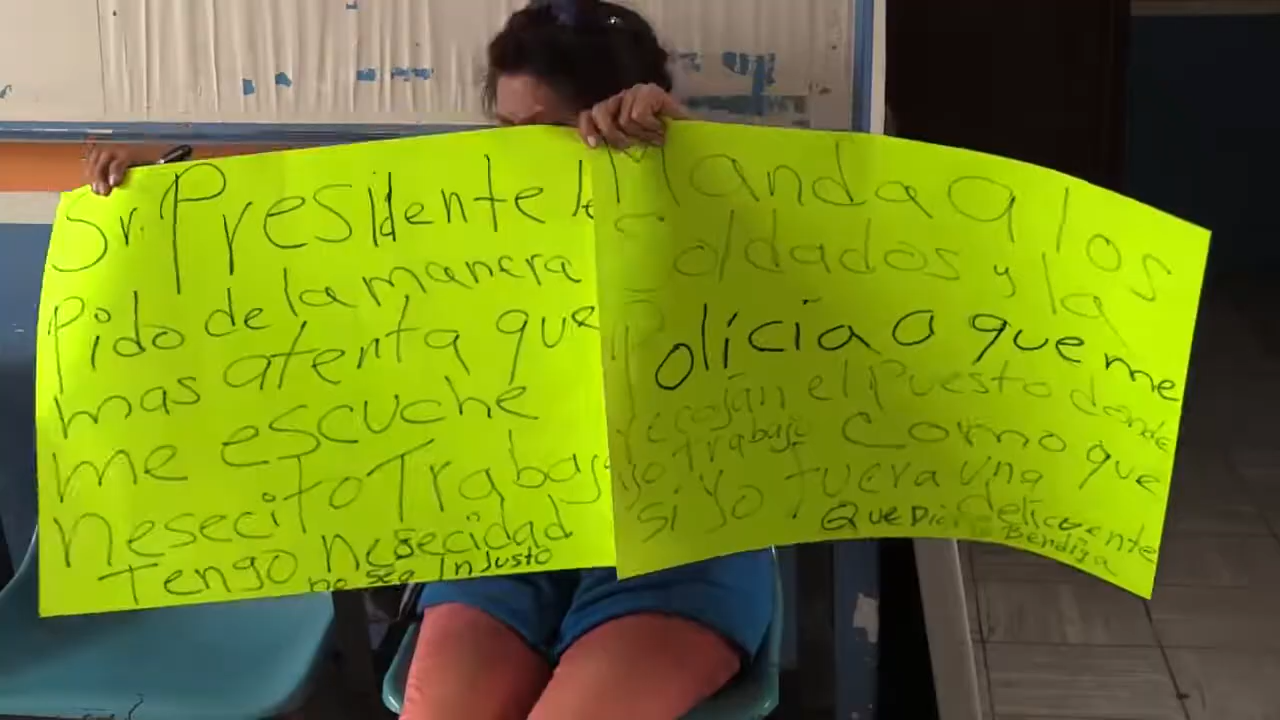 Sr. Presidente le
Pido de la manera
mas atenta que
me escuche
nesecito Trabajo
Tengo nesecidad
no sea Injusto
Manda a los
Soldados y la
Policia a que me
recojan el Puesto donde
yo trabajo Como que
si yo fuera una
delicuente
Que Dios
Bendiga